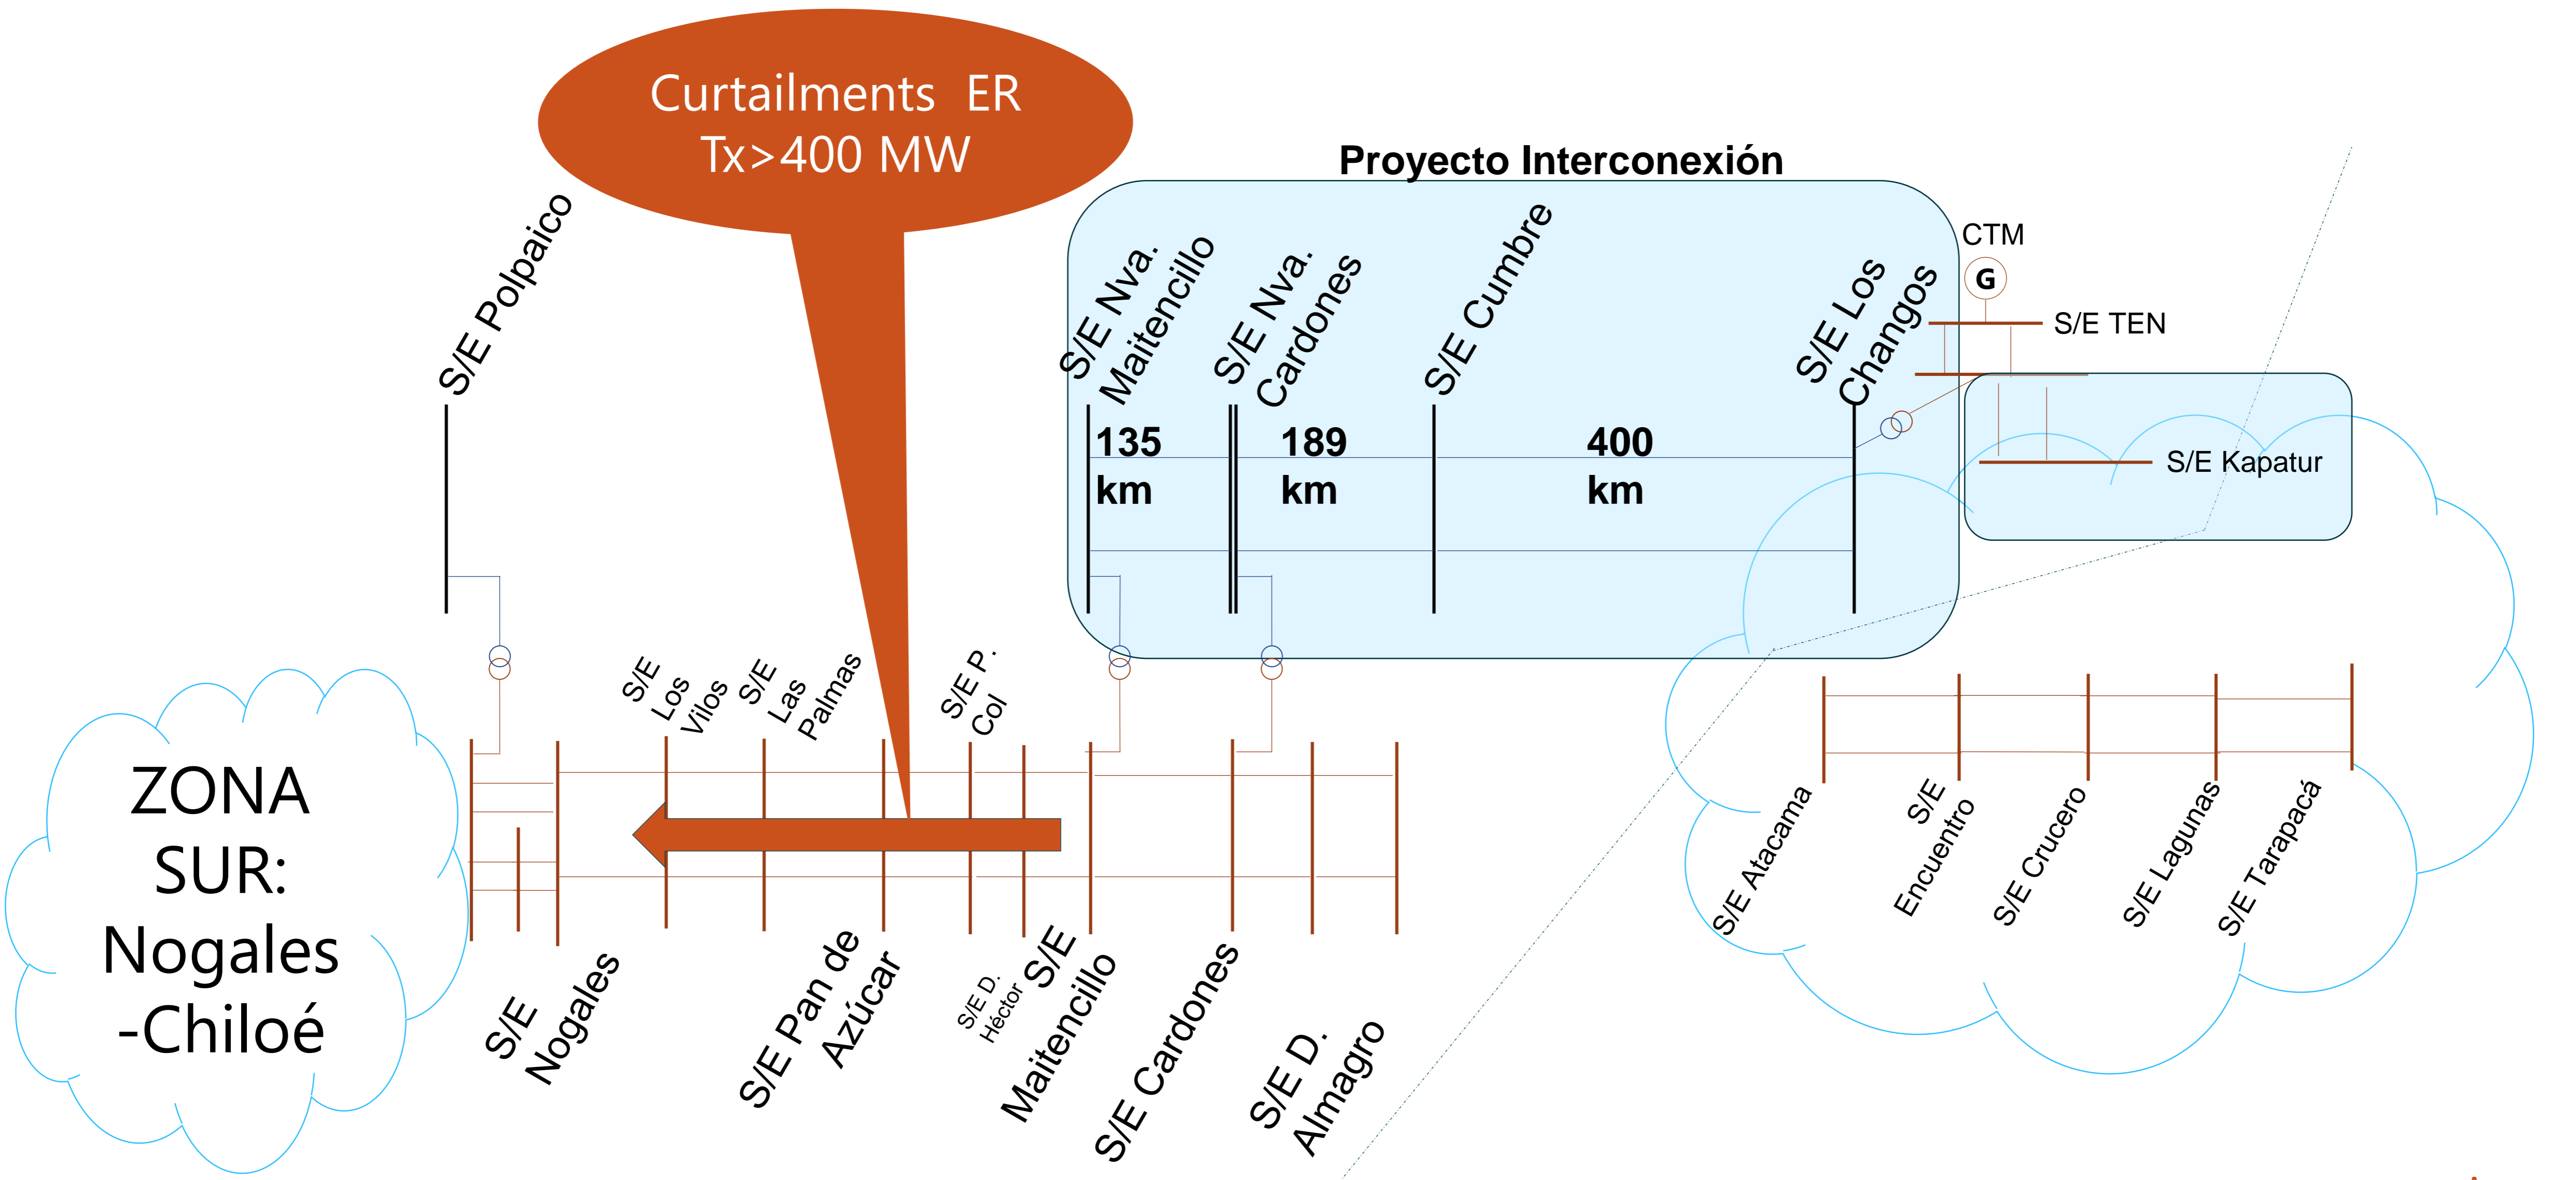 Curtailments ER
Tx>400 MW
Proyecto Interconexión
S/E Polpaico
S/E Nva.
Maitencillo
S/E Nva.
Cardones
S/E Cumbre
S/E Los
Changos
CTM
G
S/E TEN
S/E Kapatur
135
km
189
km
400
km
S/E
Los
Vilos
S/E
Las
Palmas
S/E P.
Col
ZONA
SUR:
Nogales
-Chiloé
S/E
Nogales
S/E Pan de
Azúcar
S/E D.
Héctor
S/E
Maitencillo
S/E Cardones
S/E D.
Almagro
S/E Atacama
S/E
Encuentro
S/E Crucero
S/E Lagunas
S/E Tarapacá